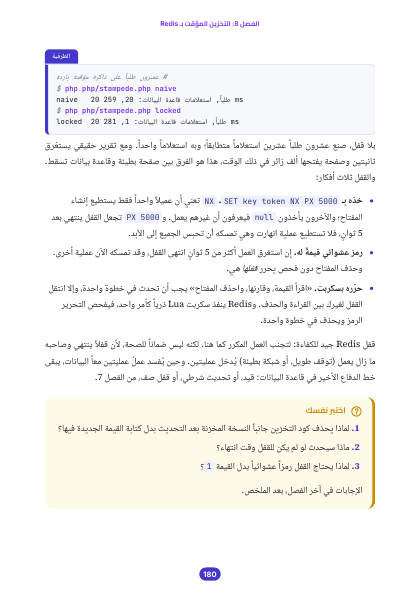 الفصل 8: التخزين المؤقت بـ Redis
الطرفية
# عشرون طلباً على ذاكرة مؤقتة باردة
$ php php/stampede.php naive
naive   20 طلباً, استعلامات قاعدة البيانات: 20, 259 ms
$ php php/stampede.php locked
locked  20 طلباً, استعلامات قاعدة البيانات: 1, 281 ms
بلا قفل، صنع عشرون طلباً عشرين استعلاماً متطابقاً؛ وبه استعلاماً واحداً. ومع تقرير حقيقي يستغرق
ثانيتين وصفحة يفتحها ألف زائر في ذلك الوقت، هذا هو الفرق بين صفحة بطيئة وقاعدة بيانات تسقط.
والقفل ثلاث أفكار:
• خذه بـ SET key token NX PX 5000. NX تعني أن عميلاً واحداً فقط يستطيع إنشاء
المفتاح؛ والآخرون يأخذون null فيعرفون أن غيرهم يعمل. و PX 5000 تجعل القفل ينتهي بعد
5 ثوانٍ، فلا تستطيع عملية انهارت وهي تمسكه أن تحبس الجميع إلى الأبد.
• رمز عشوائي قيمةً له. إن استغرق العمل أكثر من 5 ثوانٍ انتهى القفل، وقد تمسكه الآن عملية أخرى.
وحذف المفتاح دون فحص يحرر قفلها هي.
• حرّره بسكربت. «اقرأ القيمة، وقارنها، واحذف المفتاح» يجب أن تحدث في خطوة واحدة، وإلا انتقل
القفل لغيرك بين القراءة والحذف. وRedis ينفذ سكربت Lua ذرياً كأمر واحد، فيفحص التحرير
الرمز ويحذف في خطوة واحدة.
قفل Redis جيد للكفاءة: لتجنب العمل المكرر كما هنا. لكنه ليس ضماناً للصحة، لأن قفلاً ينتهي وصاحبه
ما زال يعمل (توقف طويل، أو شبكة بطيئة) يُدخل عمليتين. وحين يُفسد عملُ عمليتين معاً البيانات، يبقى
خط الدفاع الأخير في قاعدة البيانات: قيد، أو تحديث شرطي، أو قفل صف، من الفصل 7.
اختبر نفسك
1. لماذا يحذف كود التخزين جانباً النسخة المخزنة بعد التحديث بدل كتابة القيمة الجديدة فيها؟
2. ماذا سيحدث لو لم يكن للقفل وقت انتهاء؟
3. لماذا يحتاج القفل رمزاً عشوائياً بدل القيمة 1؟
الإجابات في آخر الفصل، بعد الملخص.
180